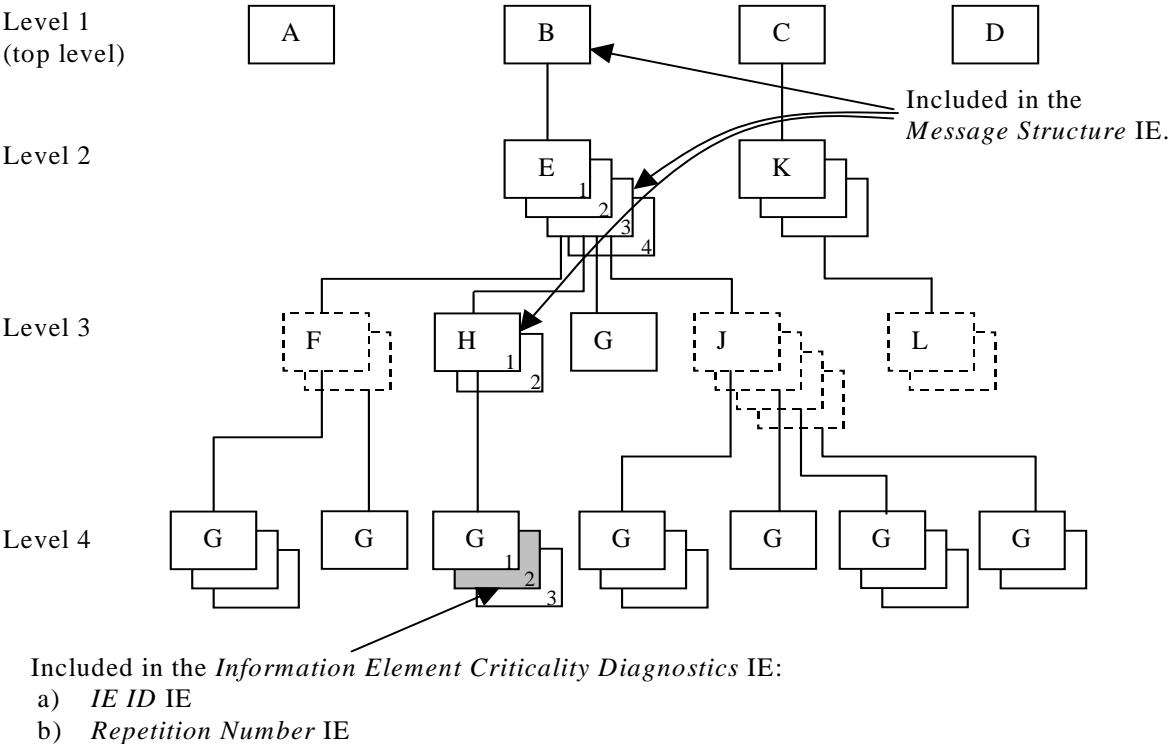 Level 1
(top level)
A
B
C
D
Included in the
Message Structure IE.
Level 2
E
1
2
3
4
K
Level 3
F
H
1
2
G
J
L
Level 4
G
G
G
1
2
3
G
G
G
G
Included in the Information Element Criticality Diagnostics IE:
a) IE ID IE
b) Repetition Number IE